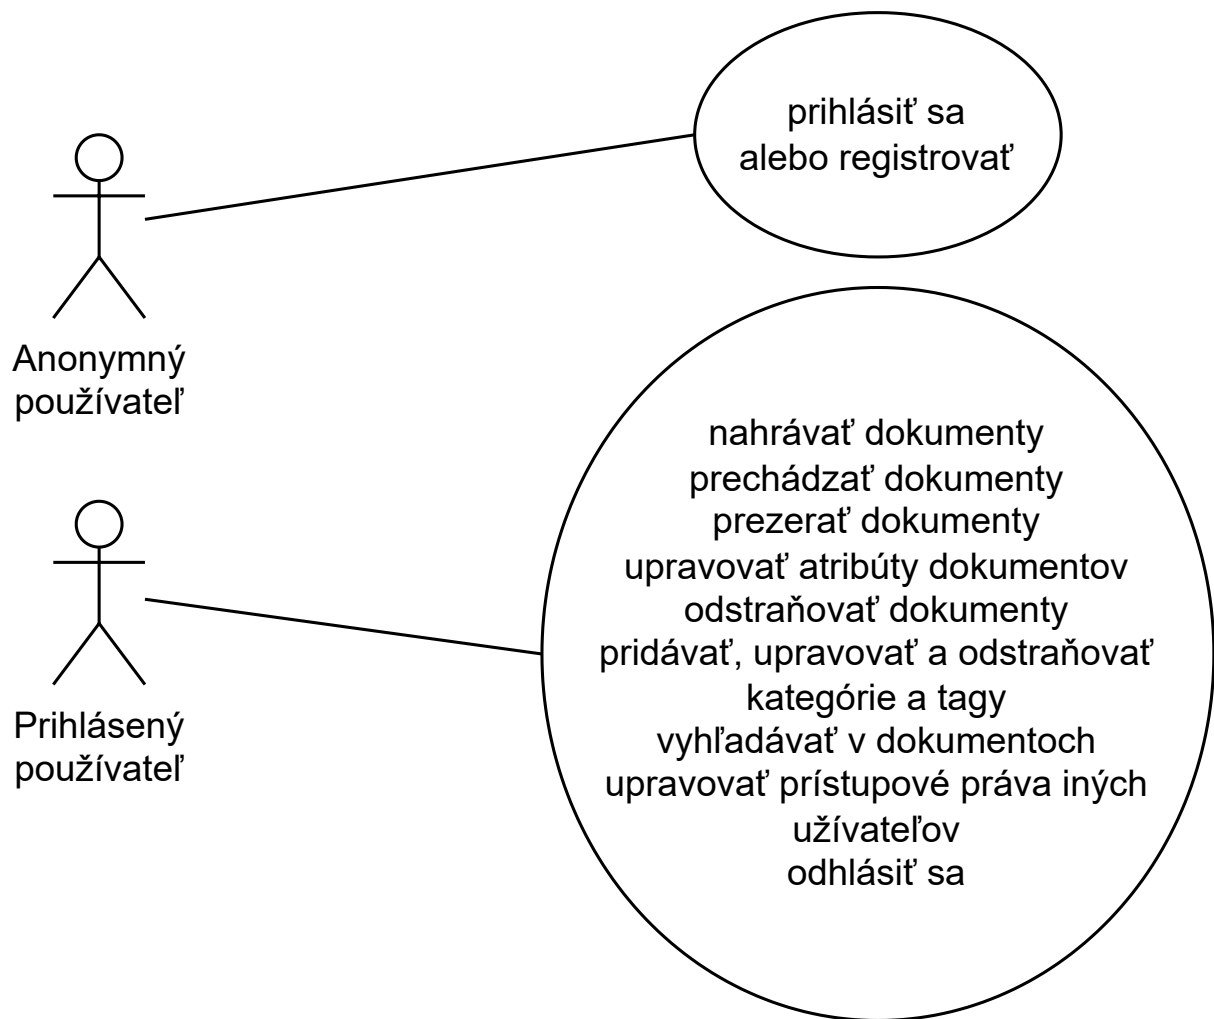 prihlásiť sa
alebo registrovať
Anonymný
používateľ
nahrávať dokumenty
prechádzať dokumenty
prezerať dokumenty
upravovať atribúty dokumentov
odstraňovať dokumenty
pridávať, upravovať a odstraňovať
kategórie a tagy
vyhľadávať v dokumentoch
upravovať prístupové práva iných
užívateľov
odhlásiť sa
Prihlásený
používateľ